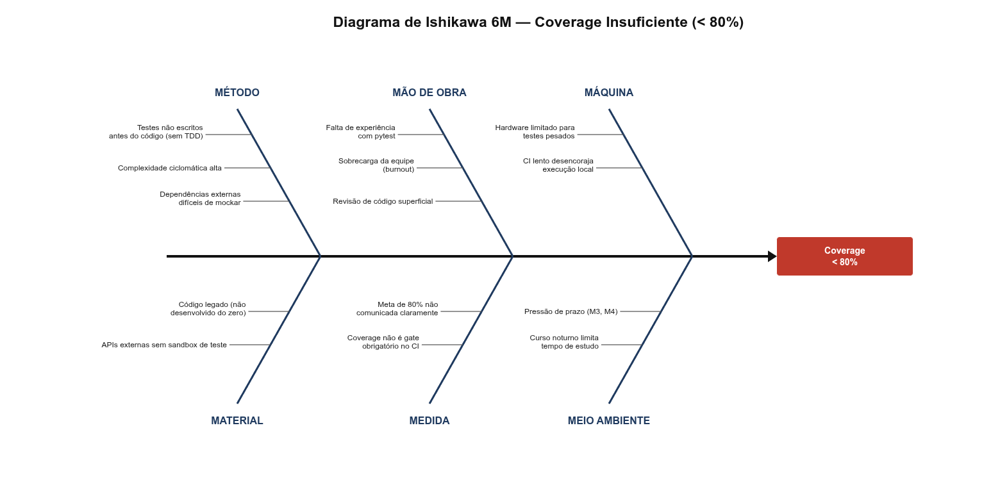 Diagrama de Ishikawa 6M — Coverage Insuficiente (< 80%)
MÉTODO
Testes não escritos
antes do código (sem TDD)
Complexidade ciclomática alta
Dependências externas
difíceis de mockar
MÃO DE OBRA
Falta de experiência
com pytest
Sobrecarga da equipe
(burnout)
Revisão de código superficial
MÁQUINA
Hardware limitado para
testes pesados
CI lento desencoraja
execução local
Coverage
< 80%
Código legado (não
desenvolvido do zero)
APIs externas sem sandbox de teste
MATERIAL
Meta de 80% não
comunicada claramente
Coverage não é gate
obrigatório no CI
MEDIDA
Pressão de prazo (M3, M4)
Curso noturno limita
tempo de estudo
MEIO AMBIENTE